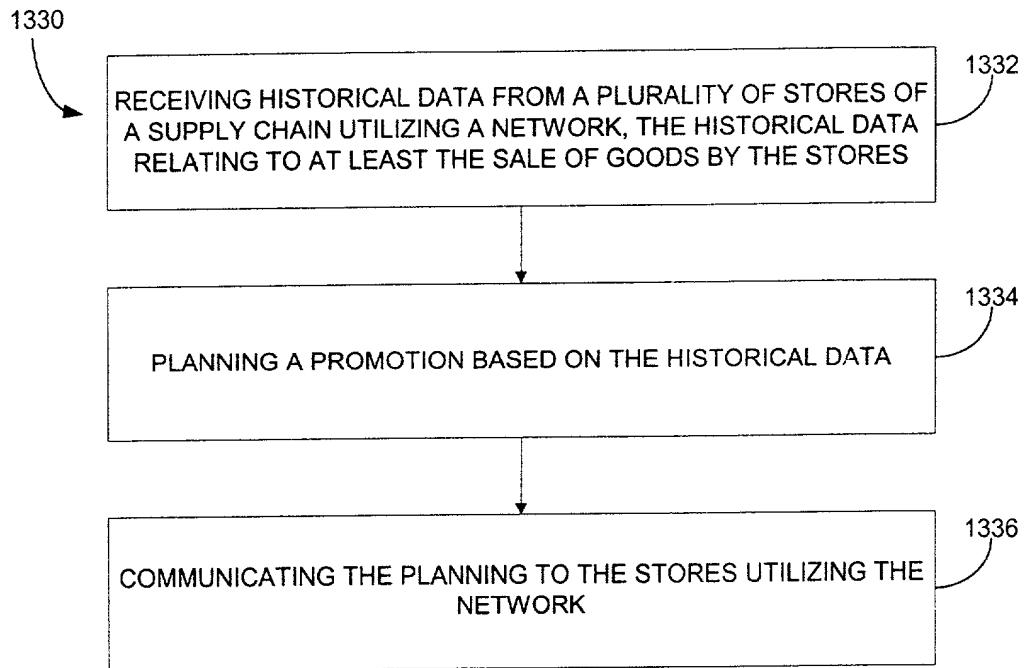 1330
1332
RECEIVING HISTORICAL DATA FROM A PLURALITY OF STORES OF
A SUPPLY CHAIN UTILIZING A NETWORK, THE HISTORICAL DATA
RELATING TO AT LEAST THE SALE OF GOODS BY THE STORES
1334
PLANNING A PROMOTION BASED ON THE HISTORICAL DATA
1336
COMMUNICATING THE PLANNING TO THE STORES UTILIZING THE
NETWORK